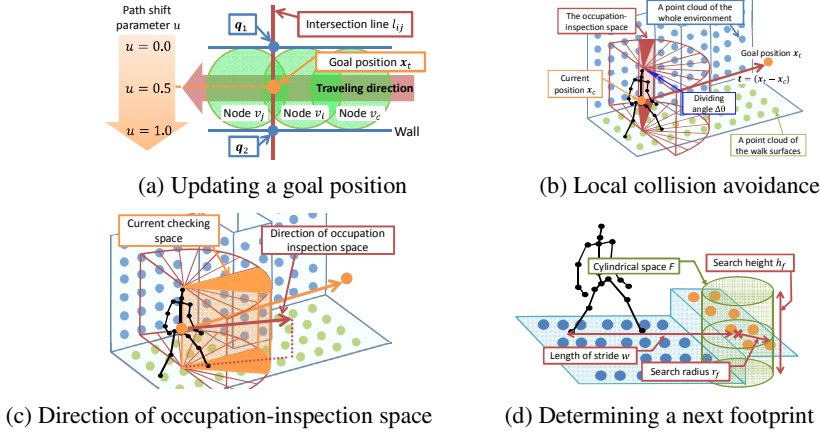 Path shift
parameter u
u = 0.0
u = 0.5
u = 1.0
q1
Intersection line lij
Goal position xt
Traveling direction
Node vj
Node vi
Node vc
Wall
q2
(a) Updating a goal position
The occupation-
inspection space
A point cloud of the
whole environment
Goal position xt
t = (xt − xc)
Current
position xc
Dividing
angle Δθ
A point cloud of
the walk surfaces
(b) Local collision avoidance
Current checking
space
Direction of occupation
inspection space
(c) Direction of occupation-inspection space
Cylindrical space F
Search height hf
Length of stride w
Search radius rf
(d) Determining a next footprint